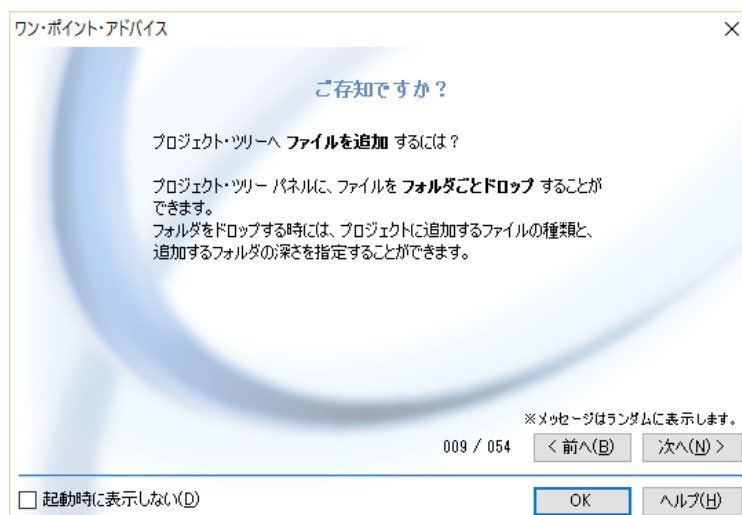 ワン・ポイント・アドバイス
ご存知ですか？
プロジェクト・ツリーへ ファイルを追加 するには？
プロジェクト・ツリー パネルに、ファイルを フォルダごとドロップ することが
できます。
フォルダをドロップする時には、プロジェクトに追加するファイルの種類と、
追加するフォルダの深さを指定することができます。
※メッセージはランダムに表示します。
009 / 054 < 前へ(B) 次へ(N) >
起動時に表示しない(D) OK ヘルプ(H)